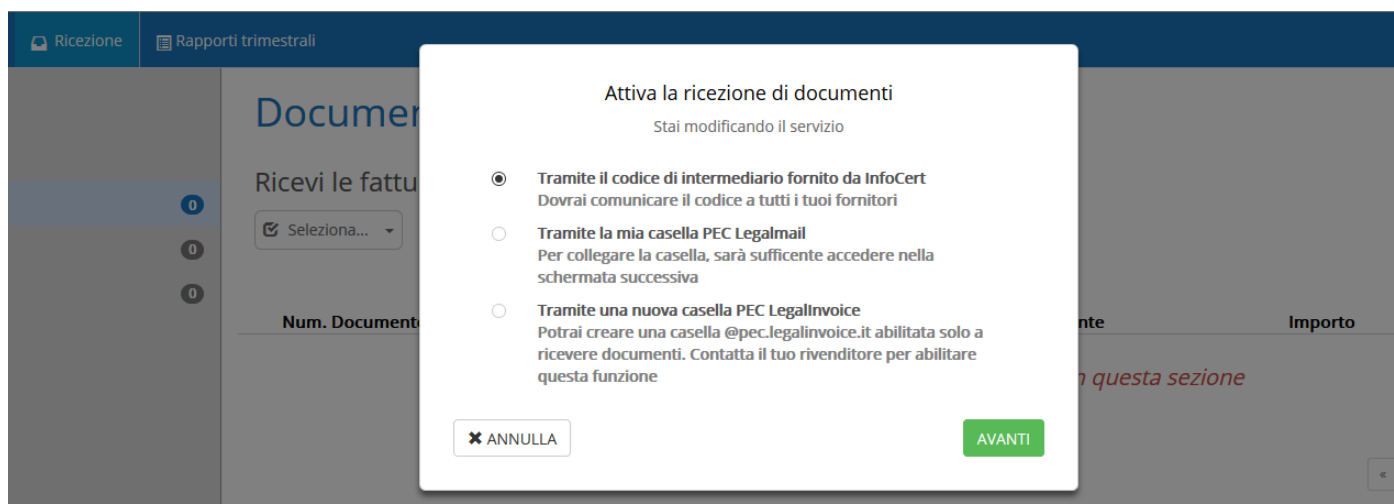 Ricezione
Rapporti trimestrali
Attiva la ricezione di documenti
Stai modificando il servizio
Documen
Ricevi le fattu
Seleziona...
0
0
0
Tramite il codice di intermediario fornito da InfoCert
Dovrai comunicare il codice a tutti i tuoi fornitori
Tramite la mia casella PEC Legalmail
Per collegare la casella, sarà sufficente accedere nella
schermata successiva
Tramite una nuova casella PEC LegalInvoice
Potrai creare una casella @pec.legalinvoice.it abilitata solo a
ricevere documenti. Contatta il tuo rivenditore per abilitare
questa funzione
Num. Documento
nte
Importo
n questa sezione
ANNULLA
AVANTI
«